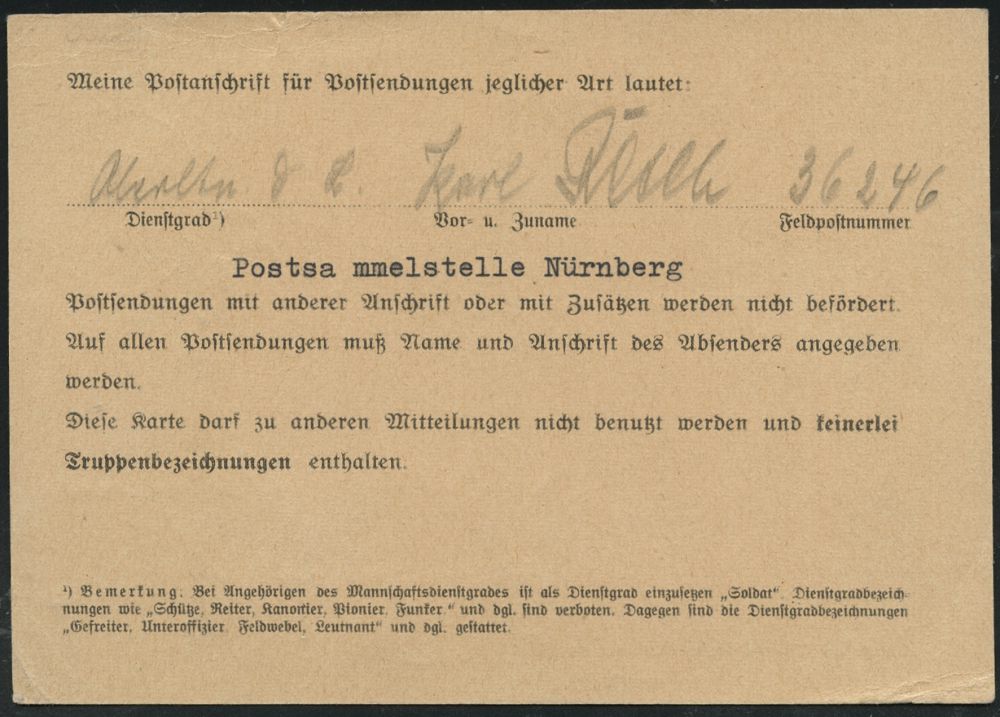 Meine Postanschrift für Postsendungen jeglicher Art lautet:
Oberltn. d R. Karl 36246
Dienstgrad¹) Vor- u. Zuname Feldpostnummer
Postsa mmelstelle Nürnberg
Postsendungen mit anderer Anschrift oder mit Zusätzen werden nicht befördert.
Auf allen Postsendungen muß Name und Anschrift des Absenders angegeben
werden.
Diese Karte darf zu anderen Mitteilungen nicht benutzt werden und keinerlei
Truppenbezeichnungen enthalten.
¹) Bemerkung: Bei Angehörigen des Mannschaftsdienstgrades ist als Dienstgrad einzusetzen „Soldat“. Dienstgradbezeich-
nungen wie „Schütze, Reiter, Kanonier, Pionier, Funker“ und dgl. sind verboten. Dagegen sind die Dienstgradbezeichnungen
„Gefreiter, Unteroffizier, Feldwebel, Leutnant“ und dgl. gestattet.